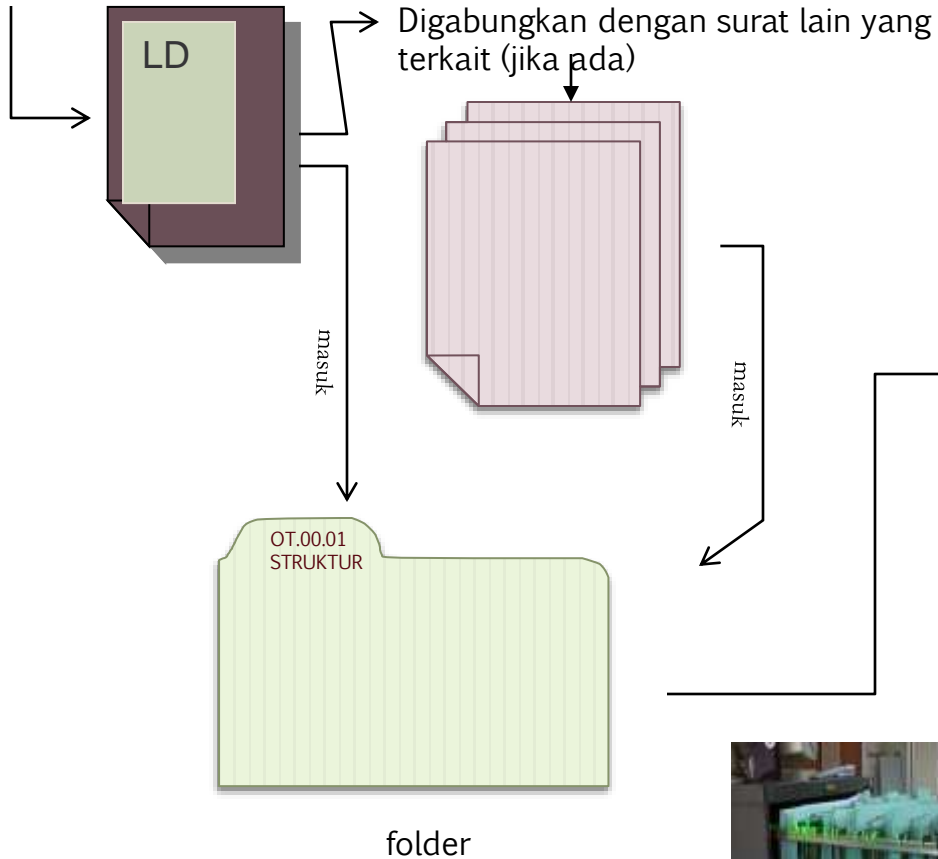 LD
Digabungkan dengan surat lain yang
terkait (jika ada)
masuk
masuk
OT.00.01
STRUKTUR
folder